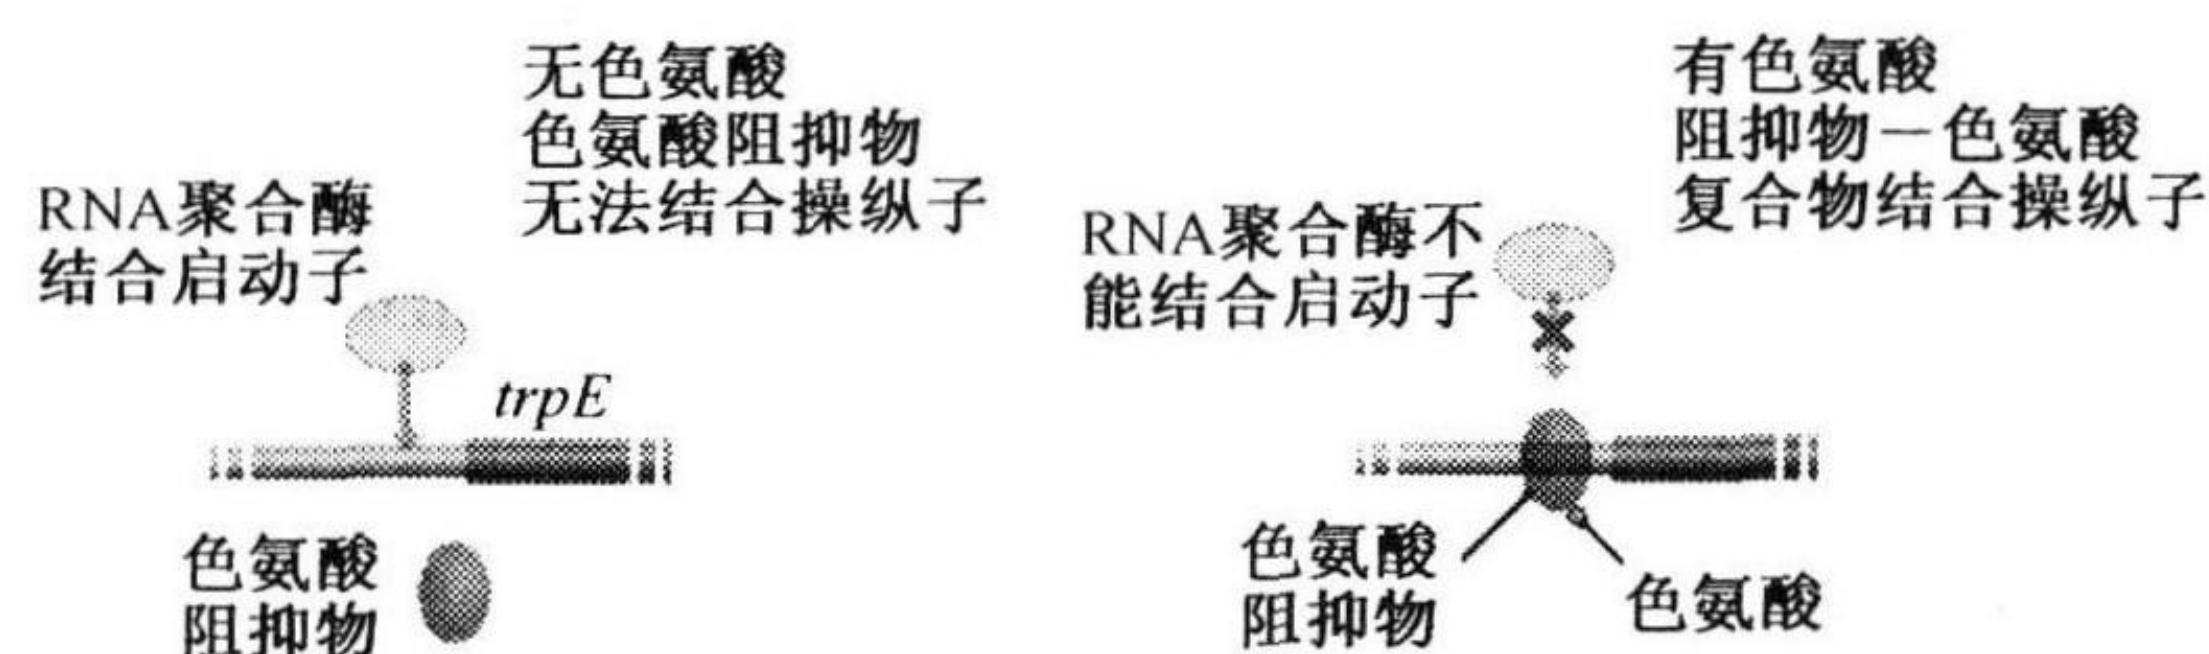 无色氨酸
色氨酸阻抑物
无法结合操纵子
RNA聚合酶
结合启动子
trpE
色氨酸
阻抑物
有色氨酸
阻抑物—色氨酸
复合物结合操纵子
RNA聚合酶不
能结合启动子
色氨酸
阻抑物
色氨酸